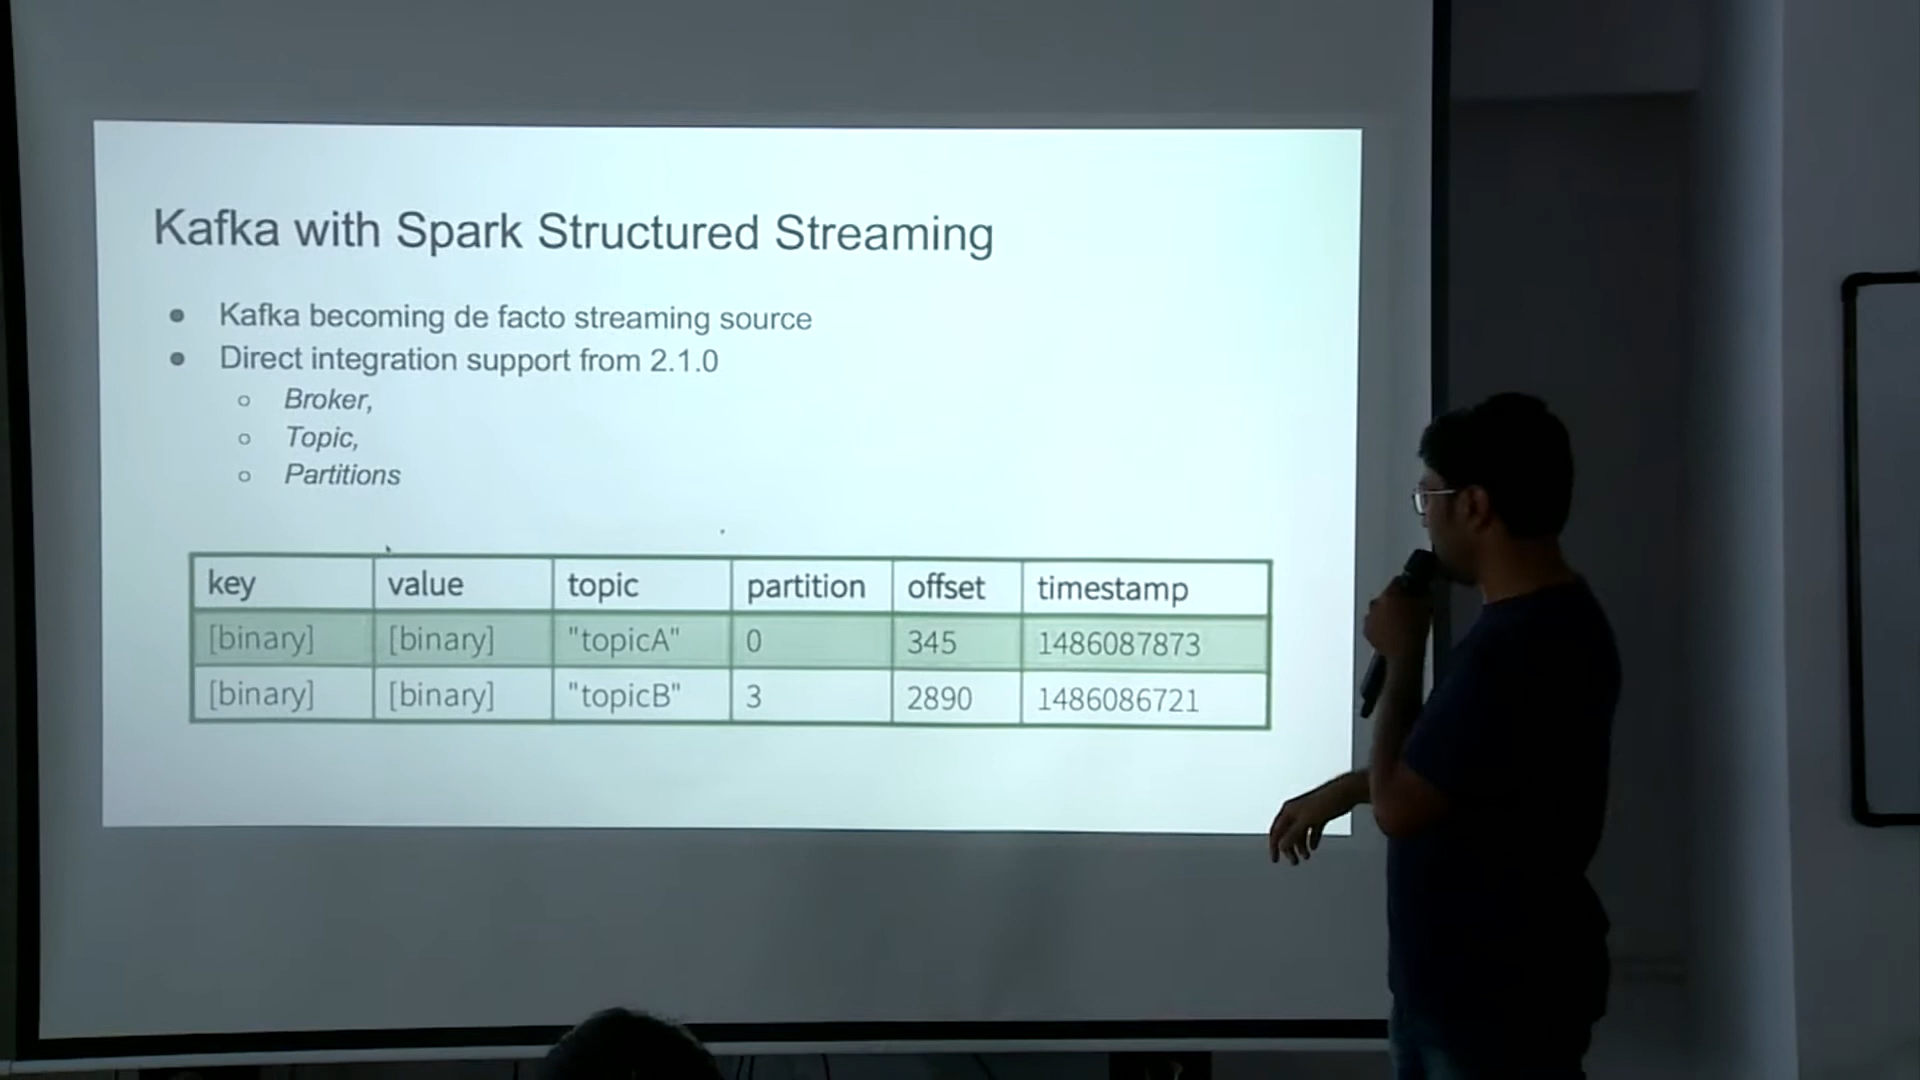 Kafka with Spark Structured Streaming
● Kafka becoming de facto streaming source
● Direct integration support from 2.1.0
○ Broker,
○ Topic,
○ Partitions
key value topic partition offset timestamp
[binary] [binary] "topicA" 0 345 1486087873
[binary] [binary] "topicB" 3 2890 1486086721